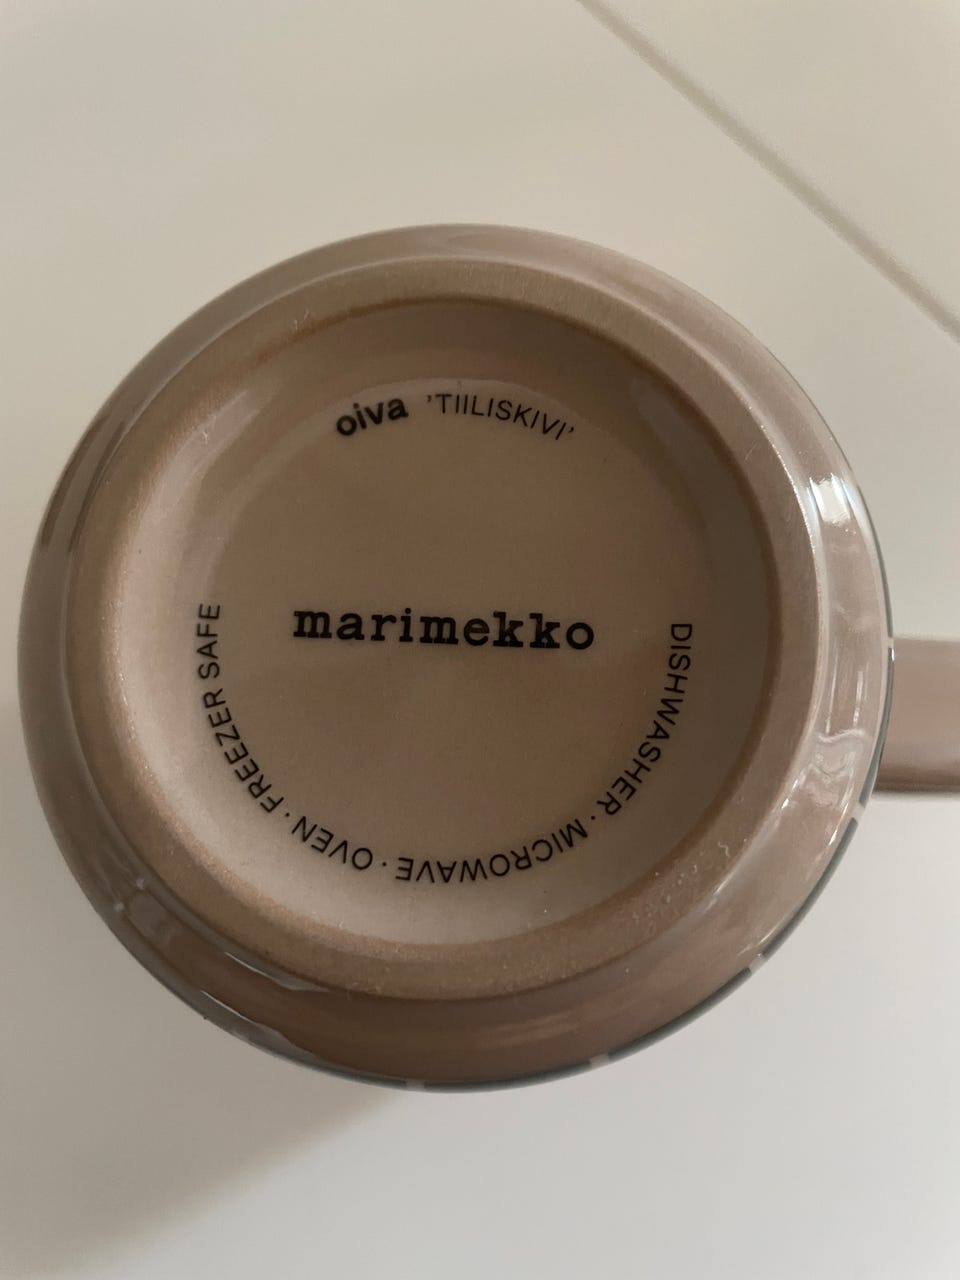 oiva ’TIILISKIVI’
marimekko
DISHWASHER · MICROWAVE · OVEN · FREEZER SAFE